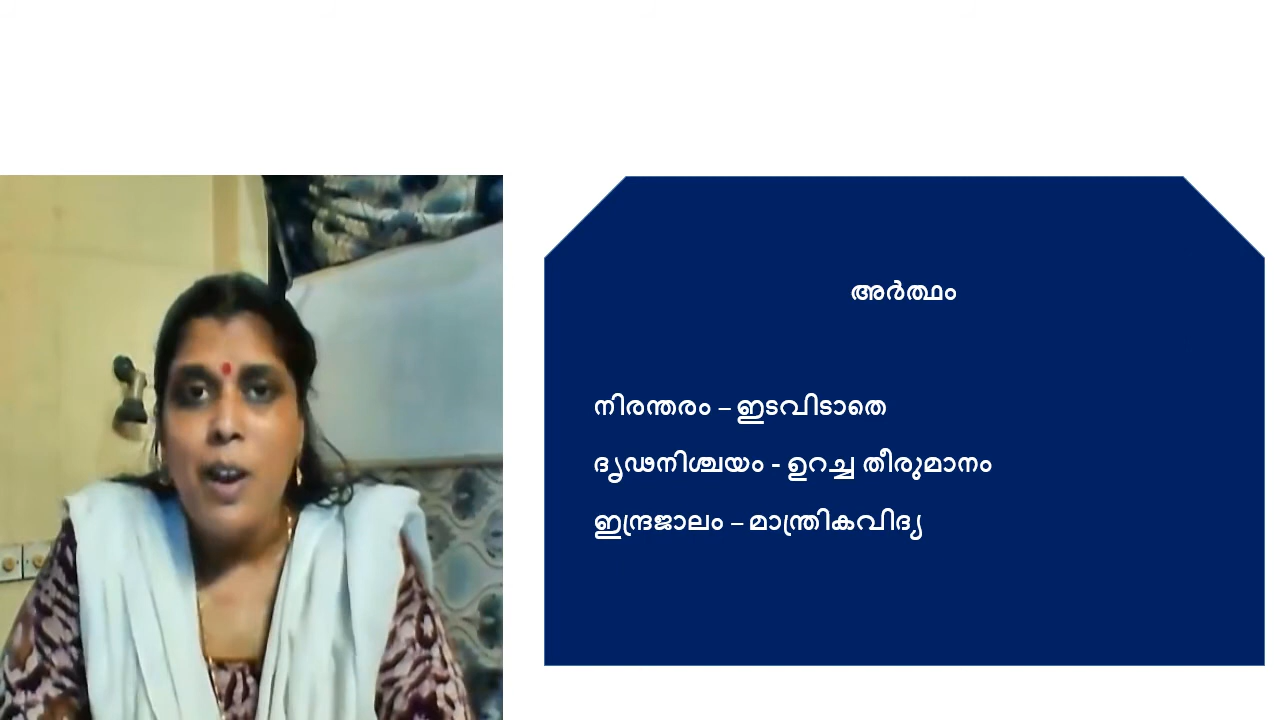 അർത്ഥം
നിരന്തരം – ഇടവിടാതെ
ദൃഢനിശ്ചയം - ഉറച്ച തീരുമാനം
ഇന്ദ്രജാലം – മാന്ത്രികവിദ്യ